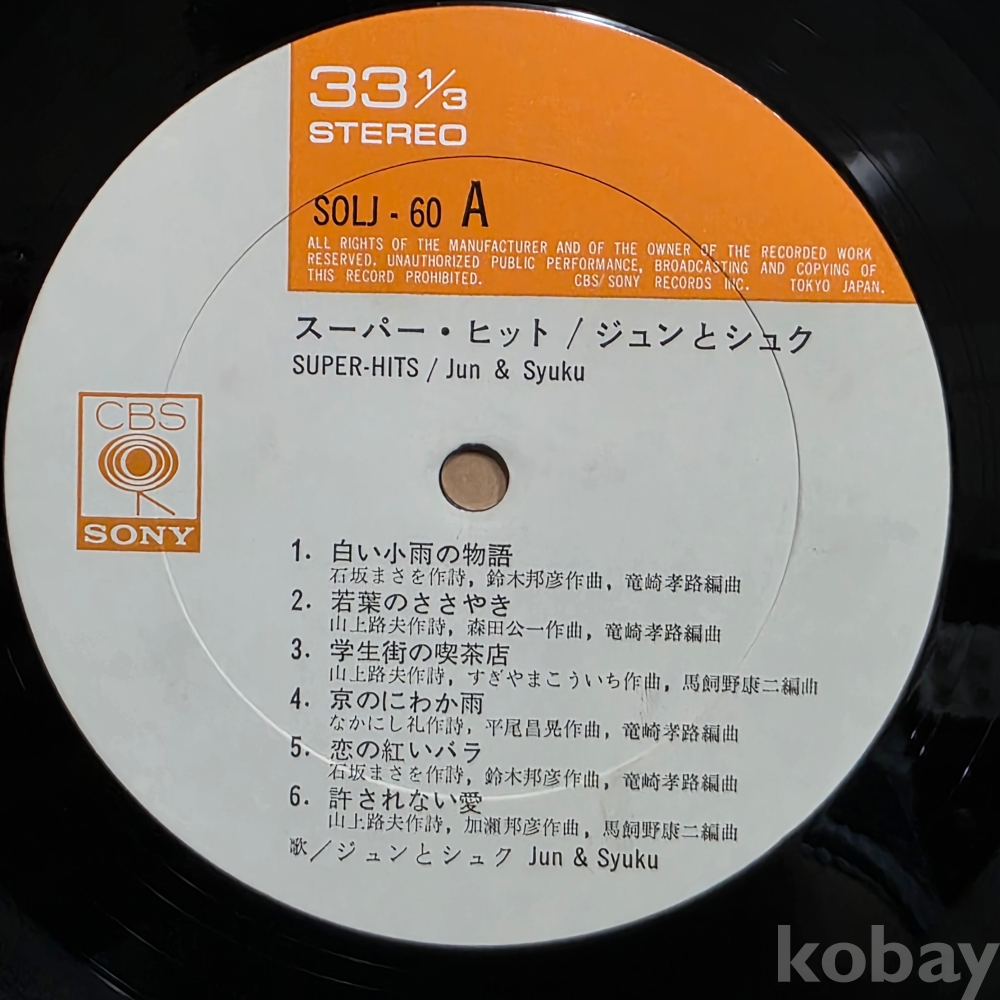 33 1/3
STEREO
SOLJ - 60 A
ALL RIGHTS OF THE MANUFACTURER AND OF THE OWNER OF THE RECORDED WORK
RESERVED. UNAUTHORIZED PUBLIC PERFORMANCE, BROADCASTING AND COPYING OF
THIS RECORD PROHIBITED. CBS/SONY RECORDS INC. TOKYO JAPAN.
スーパー・ヒット / ジュンとシュク
SUPER-HITS / Jun & Syuku
CBS
SONY
1. 白い小雨の物語
石坂まさを作詩, 鈴木邦彦作曲, 竜崎孝路編曲
2. 若葉のささやき
山上路夫作詩, 森田公一作曲, 竜崎孝路編曲
3. 学生街の喫茶店
山上路夫作詩, すぎやまこういち作曲, 馬飼野康二編曲
4. 京のにわか雨
なかにし礼作詩, 平尾昌晃作曲, 竜崎孝路編曲
5. 恋の紅いバラ
石坂まさを作詩, 鈴木邦彦作曲, 竜崎孝路編曲
6. 許されない愛
山上路夫作詩, 加瀬邦彦作曲, 馬飼野康二編曲
歌/ジュンとシュク Jun & Syuku
kobay